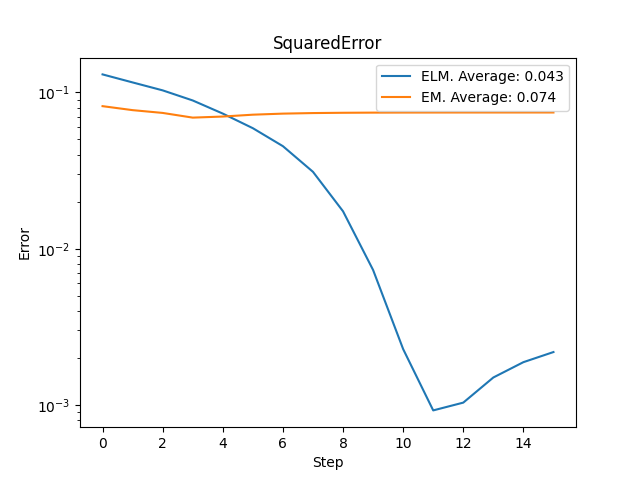 SquaredError
ELM. Average: 0.043
EM. Average: 0.074
10⁻¹
10⁻²
10⁻³
Error
0 2 4 6 8 10 12 14
Step